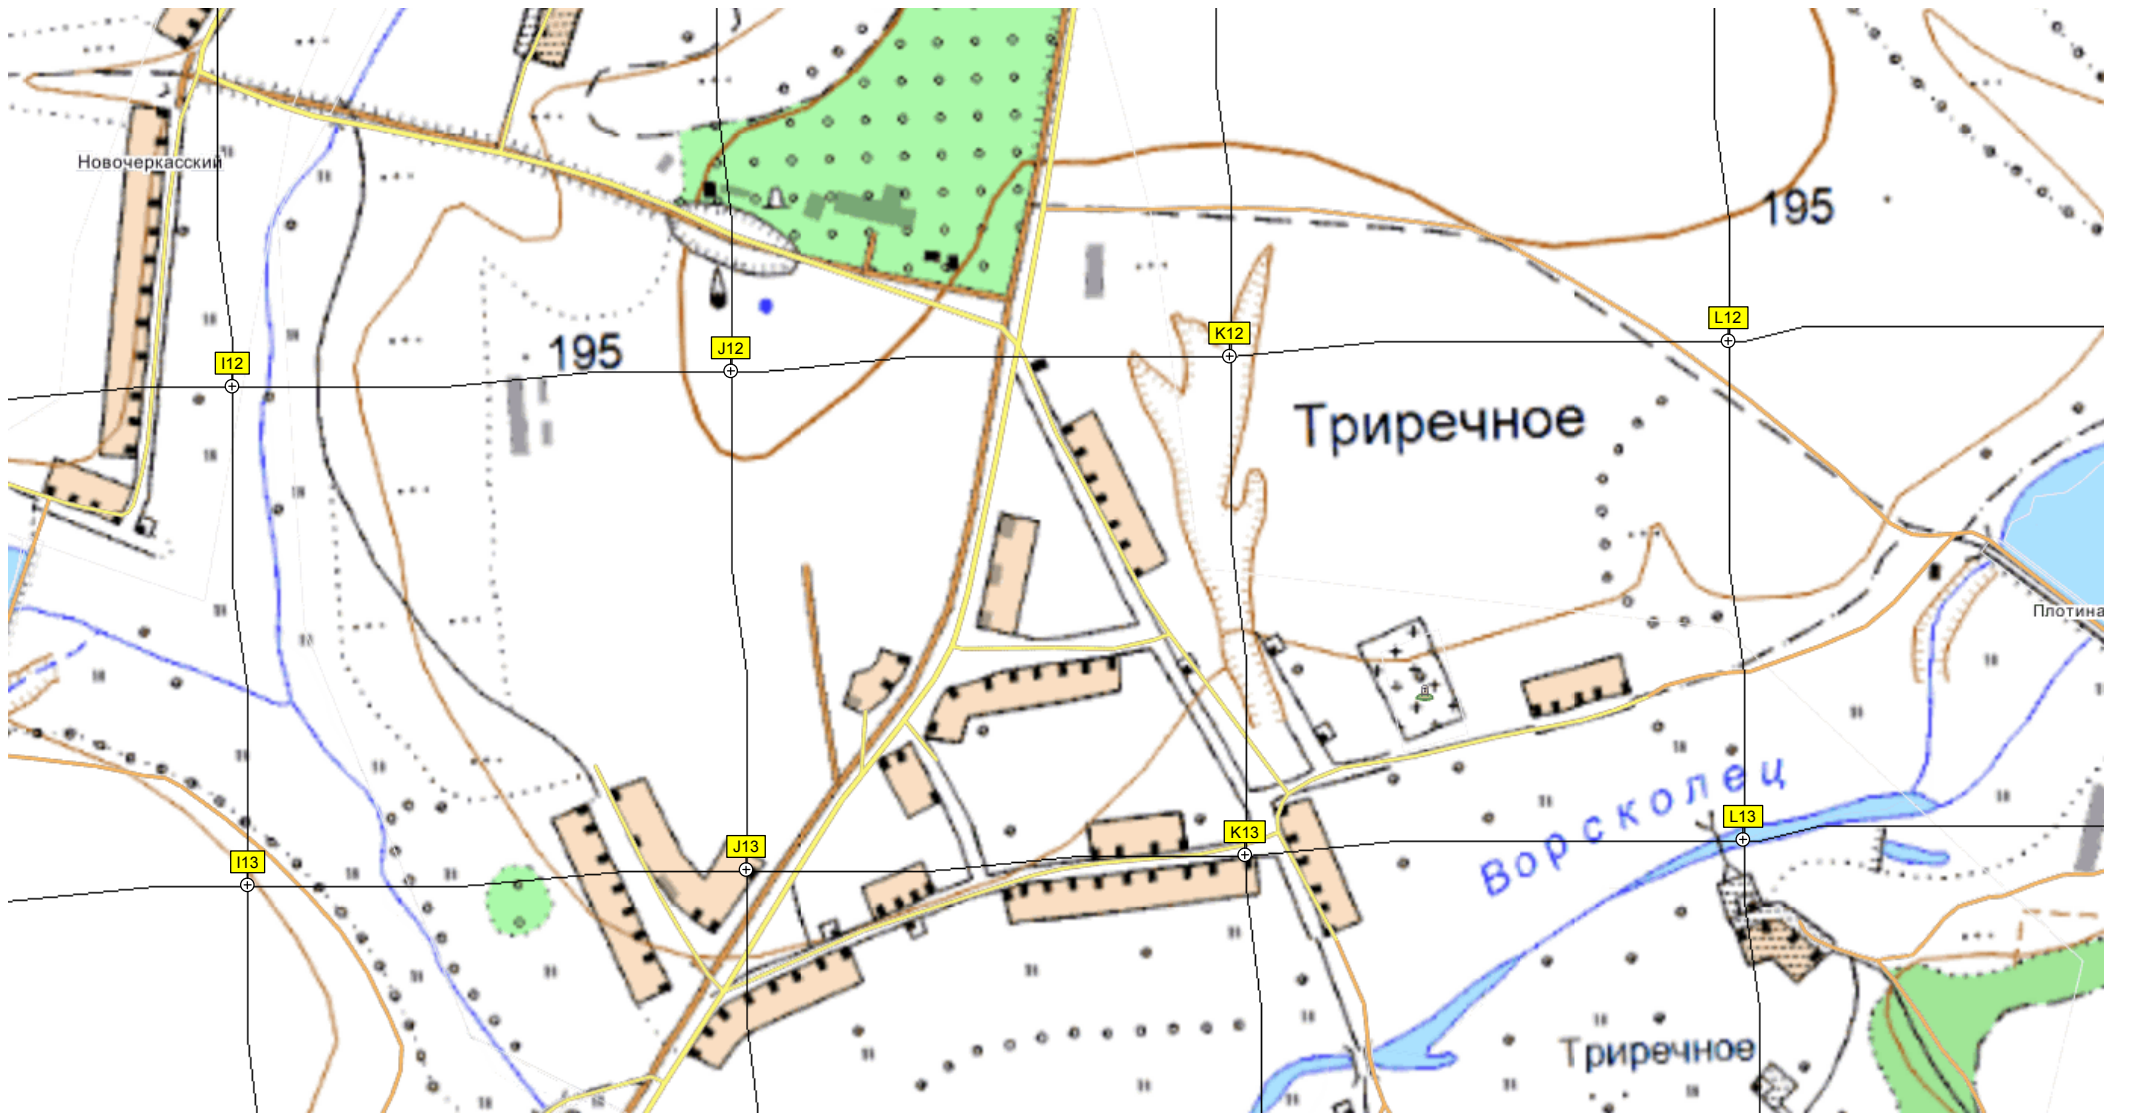 Новочеркасский
195
L12
K12
J12
I12
195
Триречное
Плотина
Ворсколец
L13
K13
J13
I13
Триречное